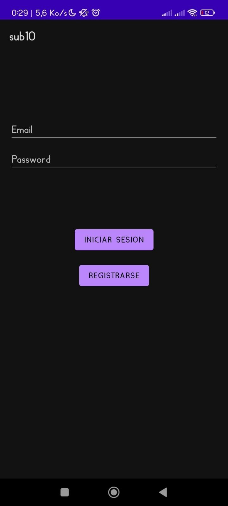 0:29 | 5,6 Ko/s
sub10
Email
Password
INICIAR SESION
REGISTRARSE